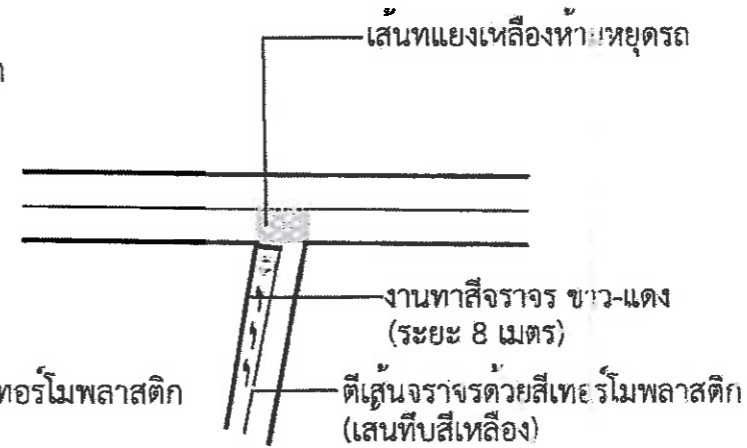 เส้นทแยงเหลืองห้ามหยุดรถ
งานทาสีจราจร ขาว-แดง
(ระยะ 8 เมตร)
ทอร์โมพลาสติก
ตีเส้นจราจรด้วยสีเทอร์โมพลาสติก
(เส้นทึบสีเหลือง)